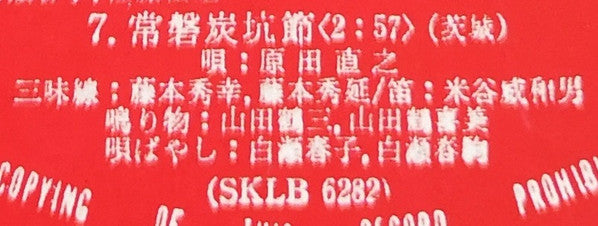 7. 常磐炭坑節〈2:57〉(茨城)
唄:原田直之
三味線:藤本秀幸,藤本秀延/笛:米谷威和男
鳴り物:山田鶴三,山田鶴喜美
唄ばやし:白瀬春子,白瀬春駒
(SKLB 6282)
COPYING OF THIS RECORD PROHIBI